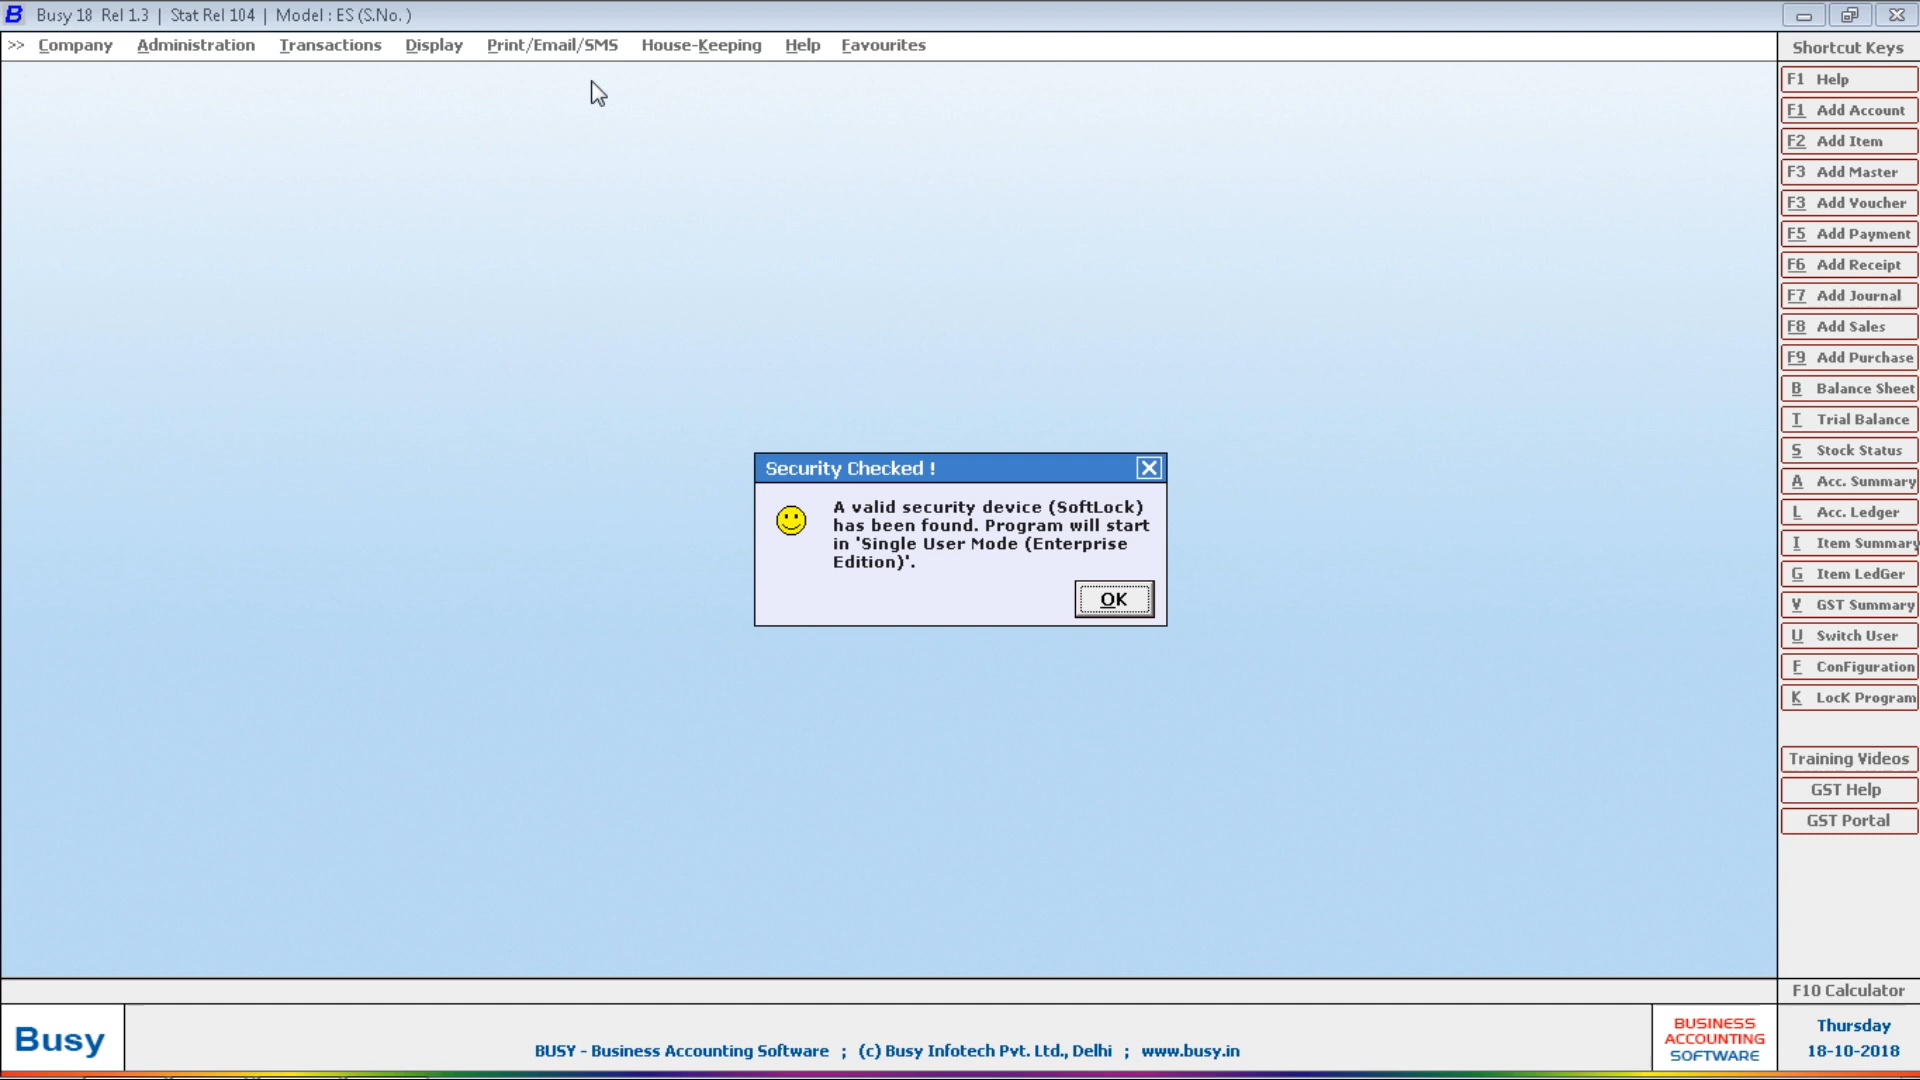 B Busy 18 Rel 1.3 | Stat Rel 104 | Model : ES (S.No. )
>> Company Administration Transactions Display Print/Email/SMS House-Keeping Help Favourites
Shortcut Keys
F1 Help
F1 Add Account
F2 Add Item
F3 Add Master
F3 Add Voucher
F5 Add Payment
F6 Add Receipt
F7 Add Journal
F8 Add Sales
F9 Add Purchase
B Balance Sheet
T Trial Balance
S Stock Status
A Acc. Summary
L Acc. Ledger
I Item Summary
G Item LedGer
Y GST Summary
U Switch User
F ConFiguration
K LocK Program
Training Videos
GST Help
GST Portal
Security Checked !
A valid security device (SoftLock)
has been found. Program will start
in 'Single User Mode (Enterprise
Edition)'.
OK
F10 Calculator
Busy
BUSY - Business Accounting Software ; (c) Busy Infotech Pvt. Ltd., Delhi ; www.busy.in
BUSINESS
ACCOUNTING
SOFTWARE
Thursday
18-10-2018